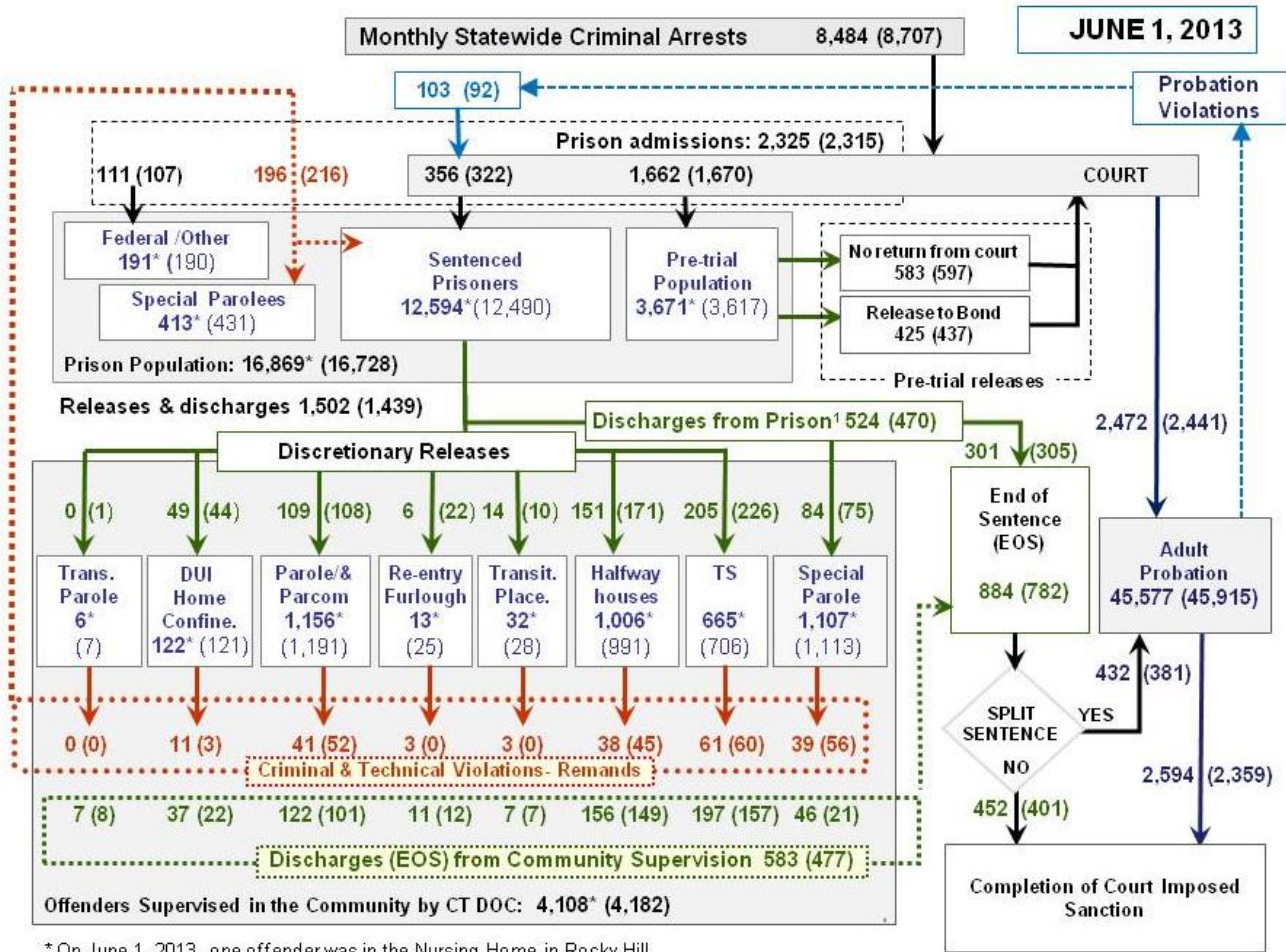 Monthly Statewide Criminal Arrests 8,484 (8,707)
JUNE 1, 2013
103 (92)
Probation
Violations
Prison admissions: 2,325 (2,315)
111 (107)
196 (216)
356 (322)
1,662 (1,670)
COURT
Federal /Other
191* (190)
Special Parolees
413* (431)
Sentenced
Prisoners
12,594*(12,490)
Pre-trial
Population
3,671* (3,617)
No return from court
583 (597)
Release to Bond
425 (437)
Pre-trial releases
Prison Population: 16,869* (16,728)
Releases & discharges 1,502 (1,439)
Discharges from Prison¹ 524 (470)
Discretionary Releases
2,472 (2,441)
301 (305)
0 (1)
49 (44)
109 (108)
6 (22)
14 (10)
151 (171)
205 (226)
84 (75)
End of
Sentence
(EOS)
884 (782)
Adult
Probation
45,577 (45,915)
Trans.
Parole
6*
(7)
DUI
Home
Confine.
122* (121)
Parole/&
Parcom
1,156*
(1,191)
Re-entry
Furlough
13*
(25)
Transit.
Place.
32*
(28)
Halfway
houses
1,006*
(991)
TS
665*
(706)
Special
Parole
1,107*
(1,113)
432 (381)
SPLIT
SENTENCE
YES
NO
0 (0)
11 (3)
41 (52)
3 (0)
3 (0)
38 (45)
61 (60)
39 (56)
Criminal & Technical Violations- Remands
2,594 (2,359)
452 (401)
7 (8)
37 (22)
122 (101)
11 (12)
7 (7)
156 (149)
197 (157)
46 (21)
Discharges (EOS) from Community Supervision 583 (477)
Completion of Court Imposed
Sanction
Offenders Supervised in the Community by CT DOC: 4,108* (4,182)
* On June 1, 2013, one offender was in the Nursing Home in Rocky Hill